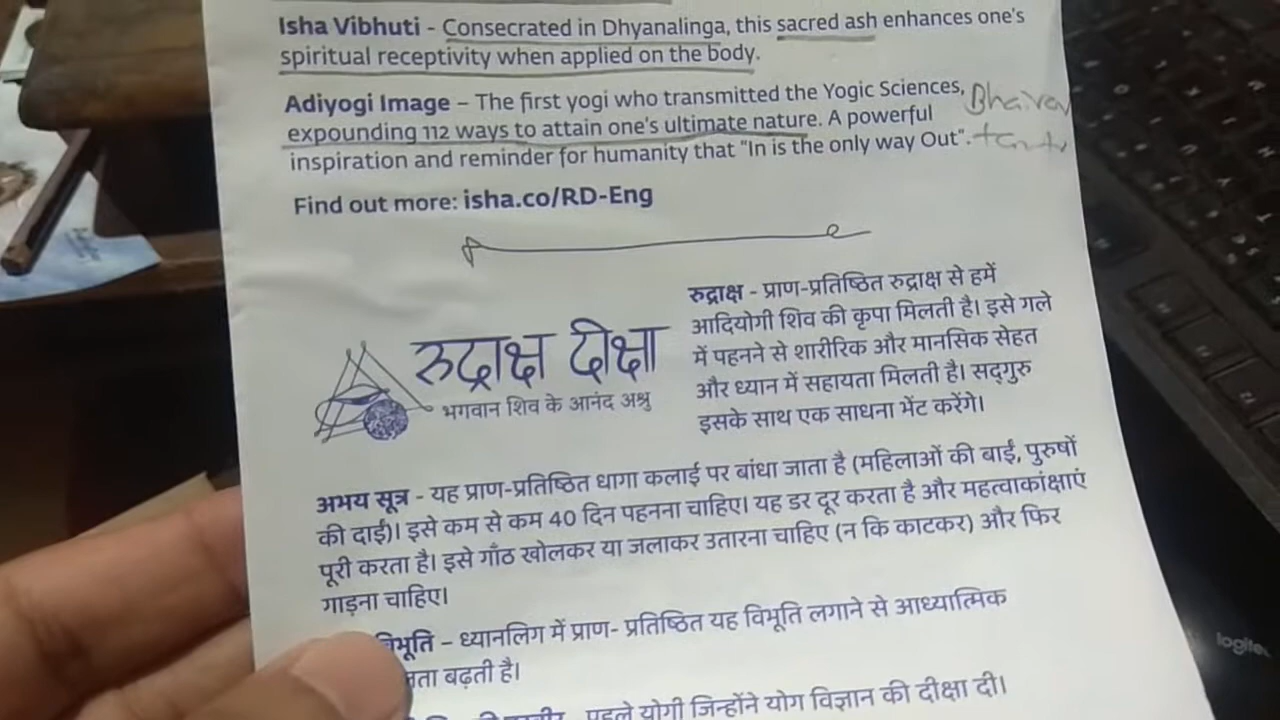 Isha Vibhuti - Consecrated in Dhyanalinga, this sacred ash enhances one's
spiritual receptivity when applied on the body.
Adiyogi Image – The first yogi who transmitted the Yogic Sciences,
expounding 112 ways to attain one's ultimate nature. A powerful
inspiration and reminder for humanity that "In is the only way Out".
Find out more: isha.co/RD-Eng
रुद्राक्ष दीक्षा
भगवान शिव के आनंद अश्रु
रुद्राक्ष - प्राण-प्रतिष्ठित रुद्राक्ष से हमें
आदियोगी शिव की कृपा मिलती है। इसे गले
में पहनने से शारीरिक और मानसिक सेहत
और ध्यान में सहायता मिलती है। सद्‌गुरु
इसके साथ एक साधना भेंट करेंगे।
अभय सूत्र - यह प्राण-प्रतिष्ठित धागा कलाई पर बांधा जाता है (महिलाओं की बाईं, पुरुषों
की दाईं)। इसे कम से कम 40 दिन पहनना चाहिए। यह डर दूर करता है और महत्वाकांक्षाएं
पूरी करता है। इसे गाँठ खोलकर या जलाकर उतारना चाहिए (न कि काटकर) और फिर
गाड़ना चाहिए।
– ध्यानलिंग में प्राण- प्रतिष्ठित यह विभूति लगाने से आध्यात्मिक
बढ़ती है।
पहले योगी जिन्होंने योग विज्ञान की दीक्षा दी।